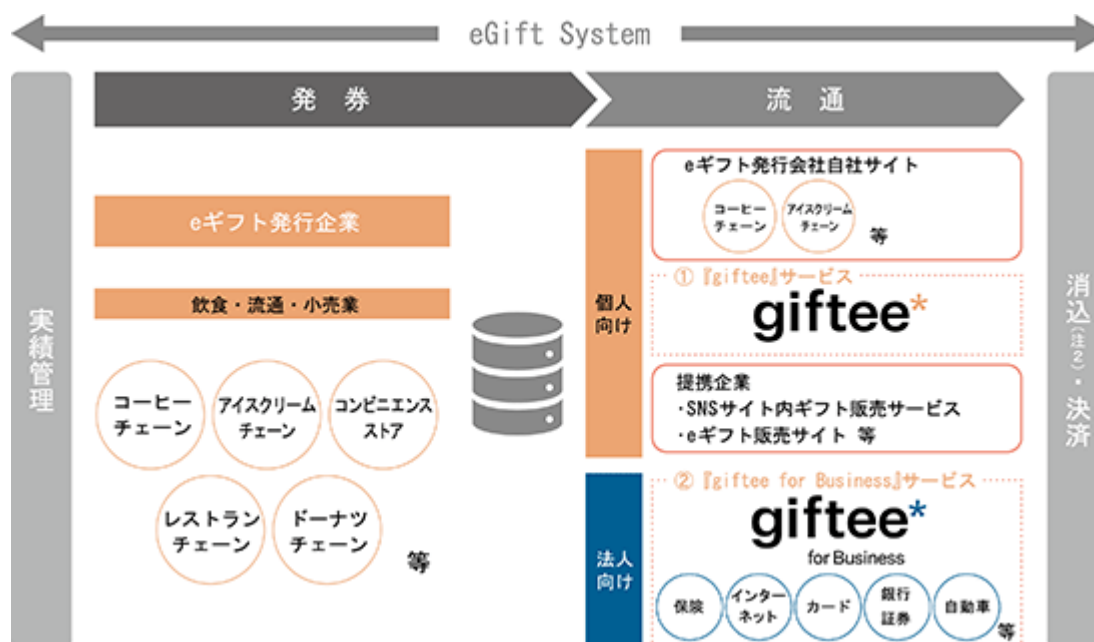 eGift System
発券
流通
実績管理
eギフト発行企業
飲食・流通・小売業
コーヒー
チェーン
アイスクリーム
チェーン
コンビニエンス
ストア
レストラン
チェーン
ドーナツ
チェーン
等
個人
向け
eギフト発行会社自社サイト
コーヒー
チェーン
アイスクリーム
チェーン
等
①『giftee』サービス
giftee*
提携企業
・SNSサイト内ギフト販売サービス
・eギフト販売サイト 等
法人
向け
②『giftee for Business』サービス
giftee*
for Business
保険
インター
ネット
カード
銀行
証券
自動車
等
消込(注2)・決済